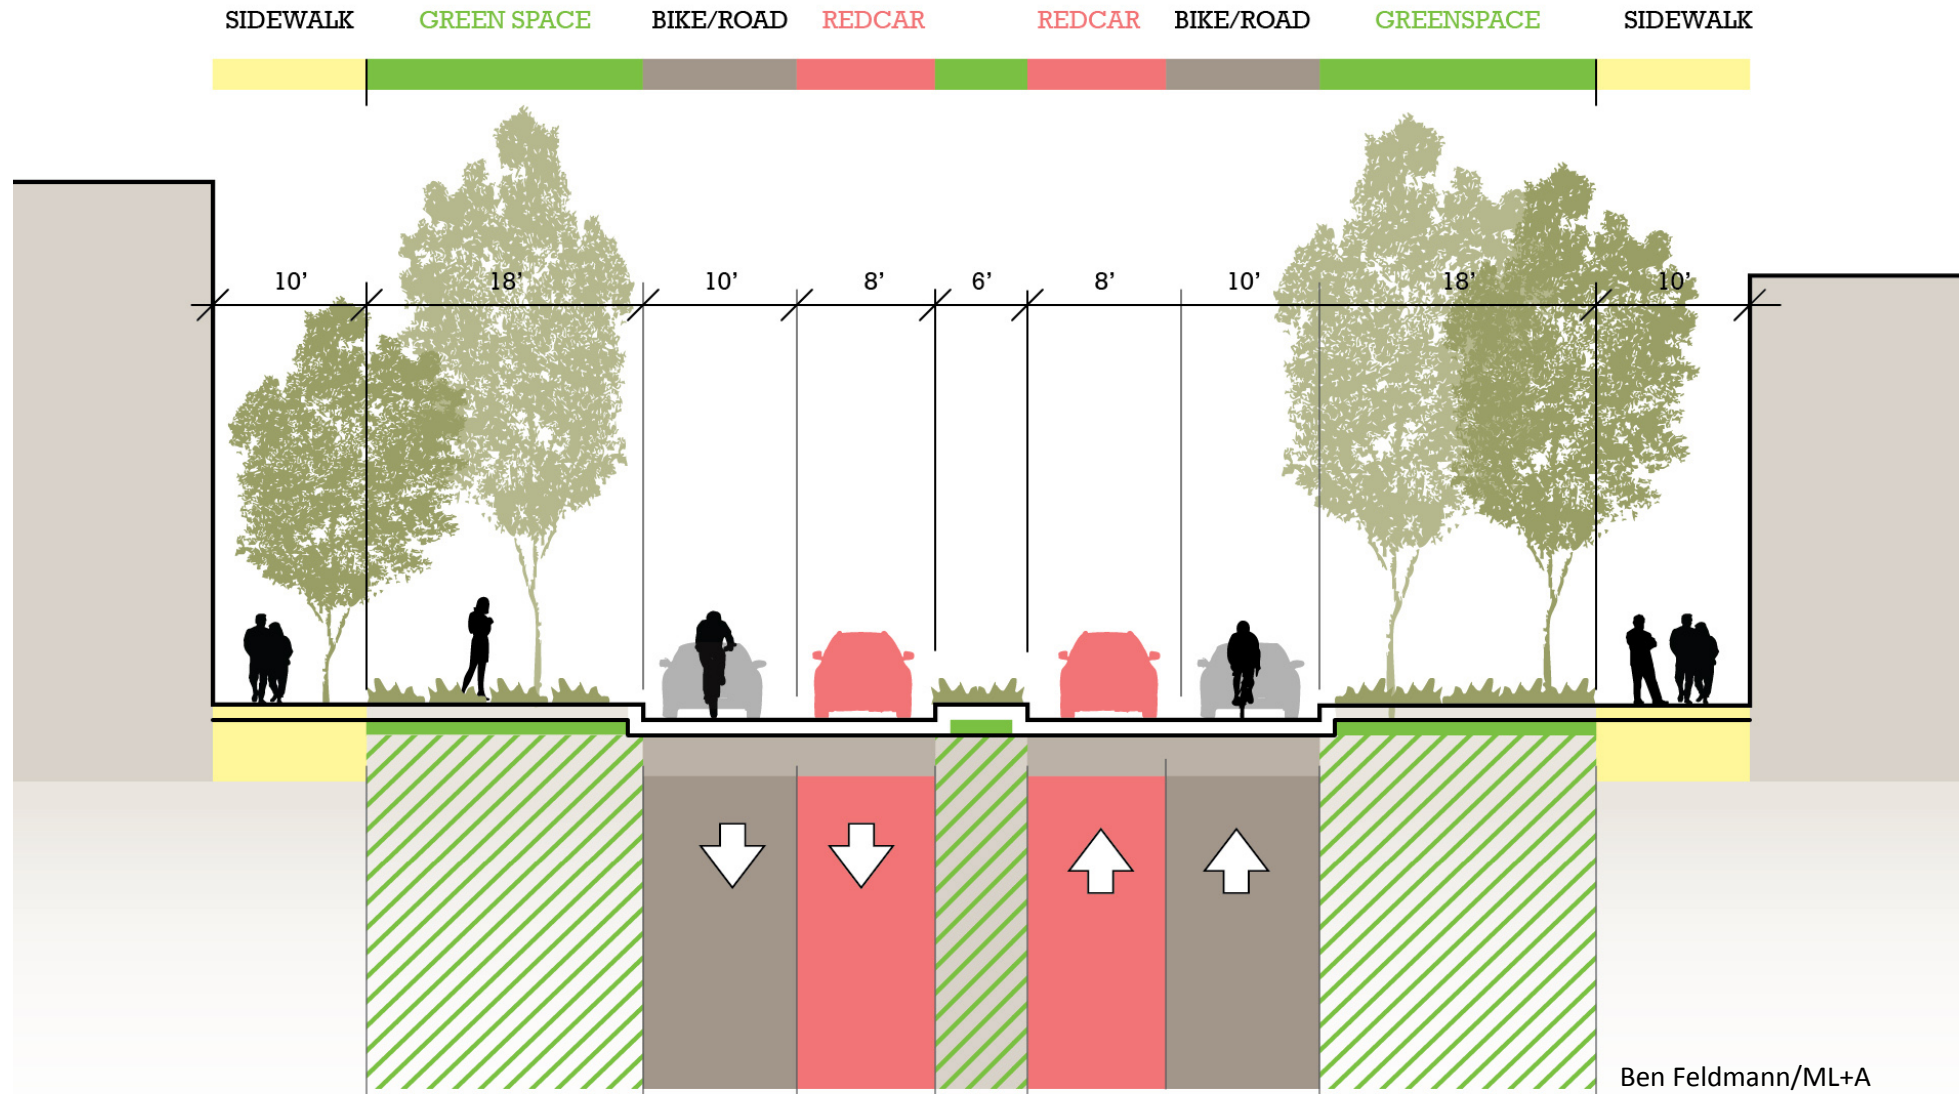 SIDEWALK GREEN SPACE BIKE/ROAD REDCAR REDCAR BIKE/ROAD GREENSPACE SIDEWALK
10’ 18’ 10’ 8’ 6’ 8’ 10’ 18’ 10’
Ben Feldmann/ML+A